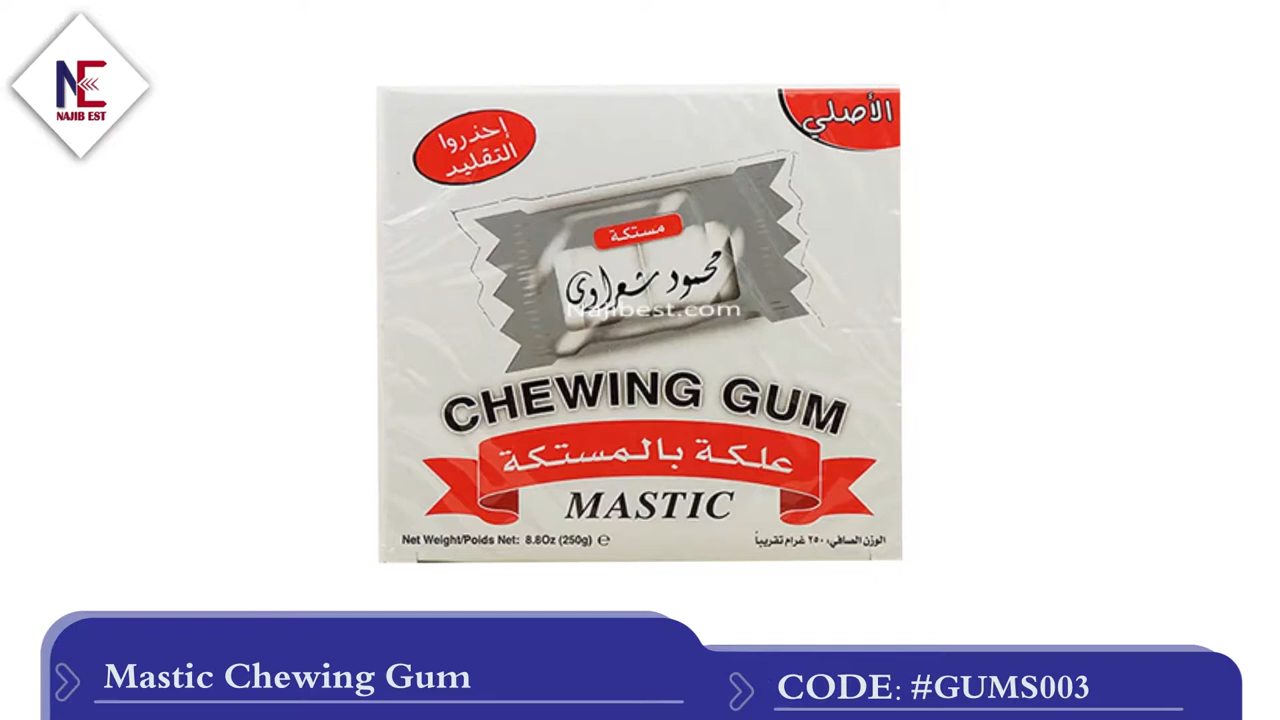 NE
NAJIB EST
إحذروا
التقليد
الأصلي
مستكة
محمود شعراوي
Najibest.com
CHEWING GUM
علكة بالمستكة
MASTIC
Net Weight/Poids Net: 8.8Oz (250g) ℮
الوزن الصافي: ٢٥٠ غرام تقريباً
Mastic Chewing Gum
CODE: #GUMS003